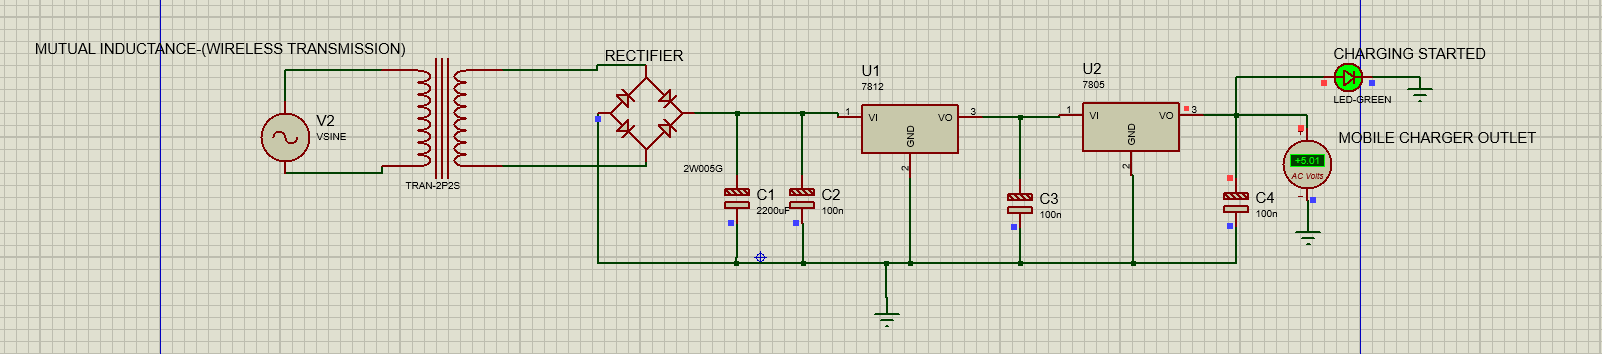 MUTUAL INDUCTANCE-(WIRELESS TRANSMISSION)
RECTIFIER
CHARGING STARTED
U1
7812
U2
7805
LED-GREEN
1
VI
VO
3
GND
2
1
VI
VO
3
GND
2
V2
VSINE
MOBILE CHARGER OUTLET
+5.01
AC Volts
2W005G
TRAN-2P2S
C1
2200uF
C2
100n
C3
100n
C4
100n